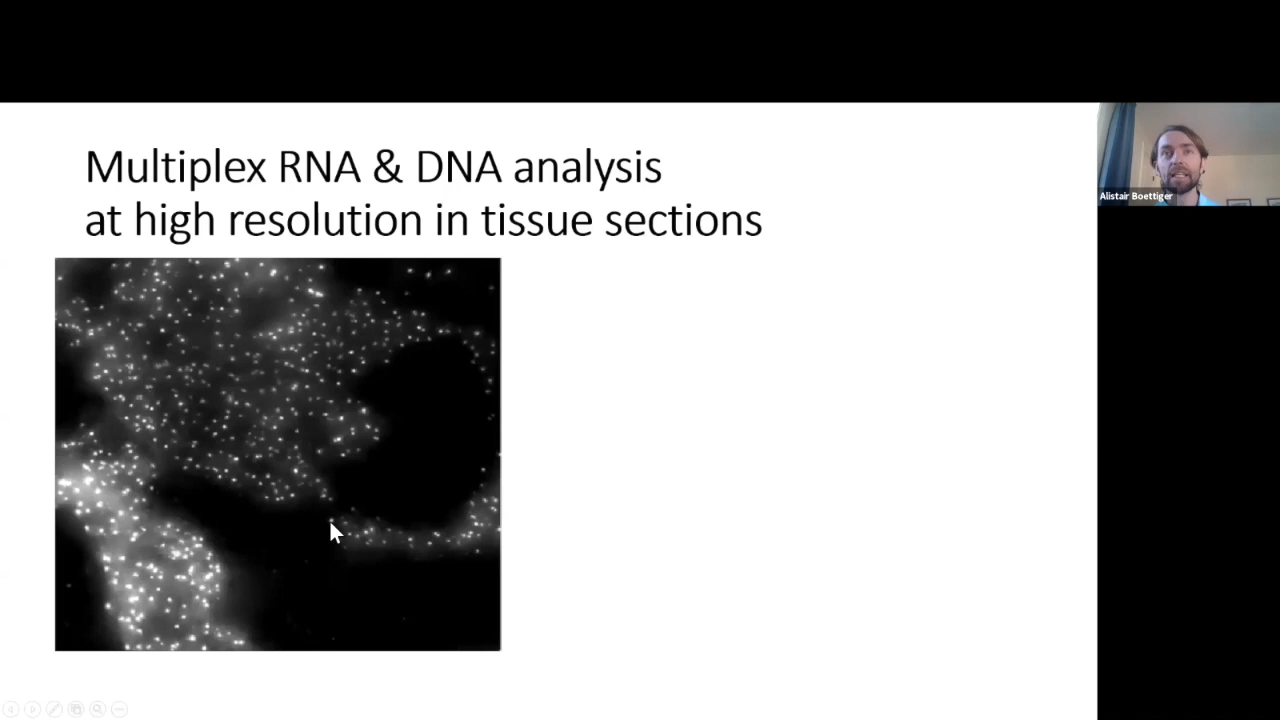 Multiplex RNA & DNA analysis
at high resolution in tissue sections
Alistair Boettiger